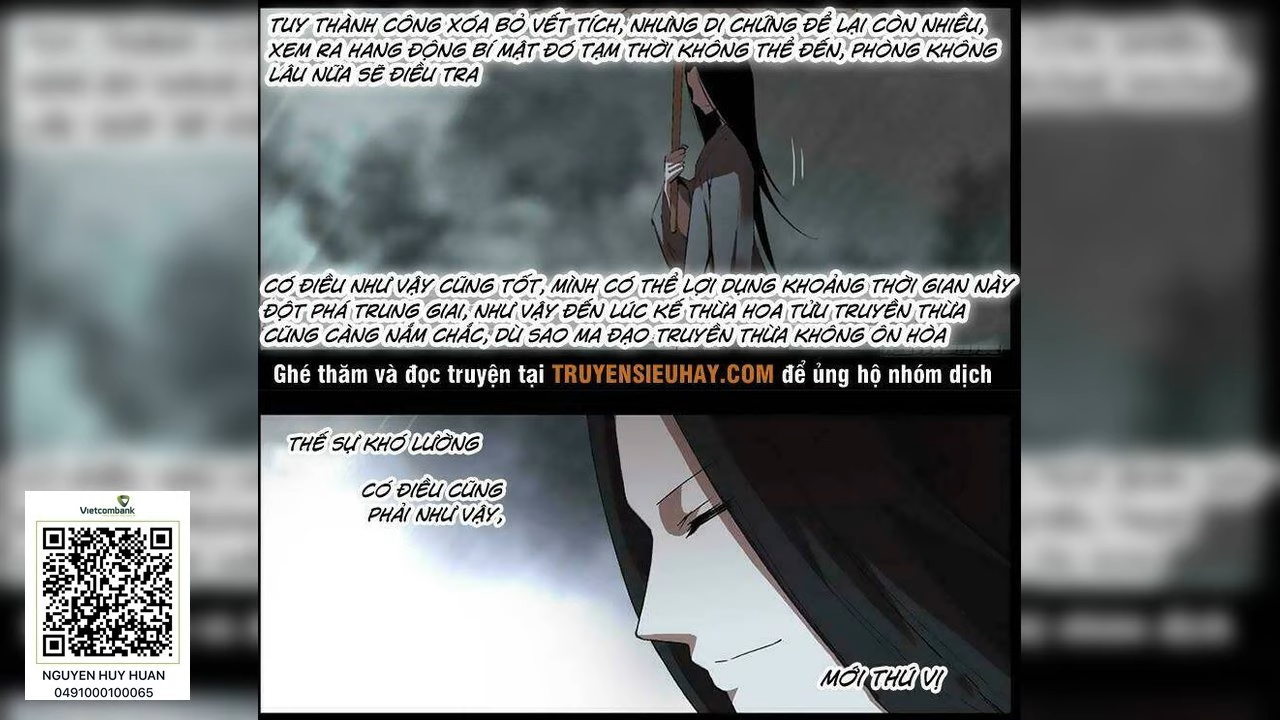 TUY THÀNH CÔNG XÓA BỎ VẾT TÍCH, NHƯNG DI CHỨNG ĐỂ LẠI CÒN NHIỀU,
XEM RA HANG ĐỘNG BÍ MẬT ĐÓ TẠM THỜI KHÔNG THỂ ĐẾN, PHÒNG KHÔNG
LÂU NỮA SẼ ĐIỀU TRA
CÓ ĐIỀU NHƯ VẬY CŨNG TỐT, MÌNH CÓ THỂ LỢI DỤNG KHOẢNG THỜI GIAN NÀY
ĐỘT PHÁ TRUNG GIAI, NHƯ VẬY ĐẾN LÚC KẾ THỪA HOA TỬU TRUYỀN THỪA
CŨNG CÀNG NẮM CHẮC, DÙ SAO MA ĐẠO TRUYỀN THỪA KHÔNG ÔN HÒA
Ghé thăm và đọc truyện tại TRUYENSIEUHAY.COM để ủng hộ nhóm dịch
THẾ SỰ KHÓ LƯỜNG
CÓ ĐIỀU CŨNG
PHẢI NHƯ VẬY,
MỚI THÚ VỊ
Vietcombank
NGUYEN HUY HUAN
0491000100065